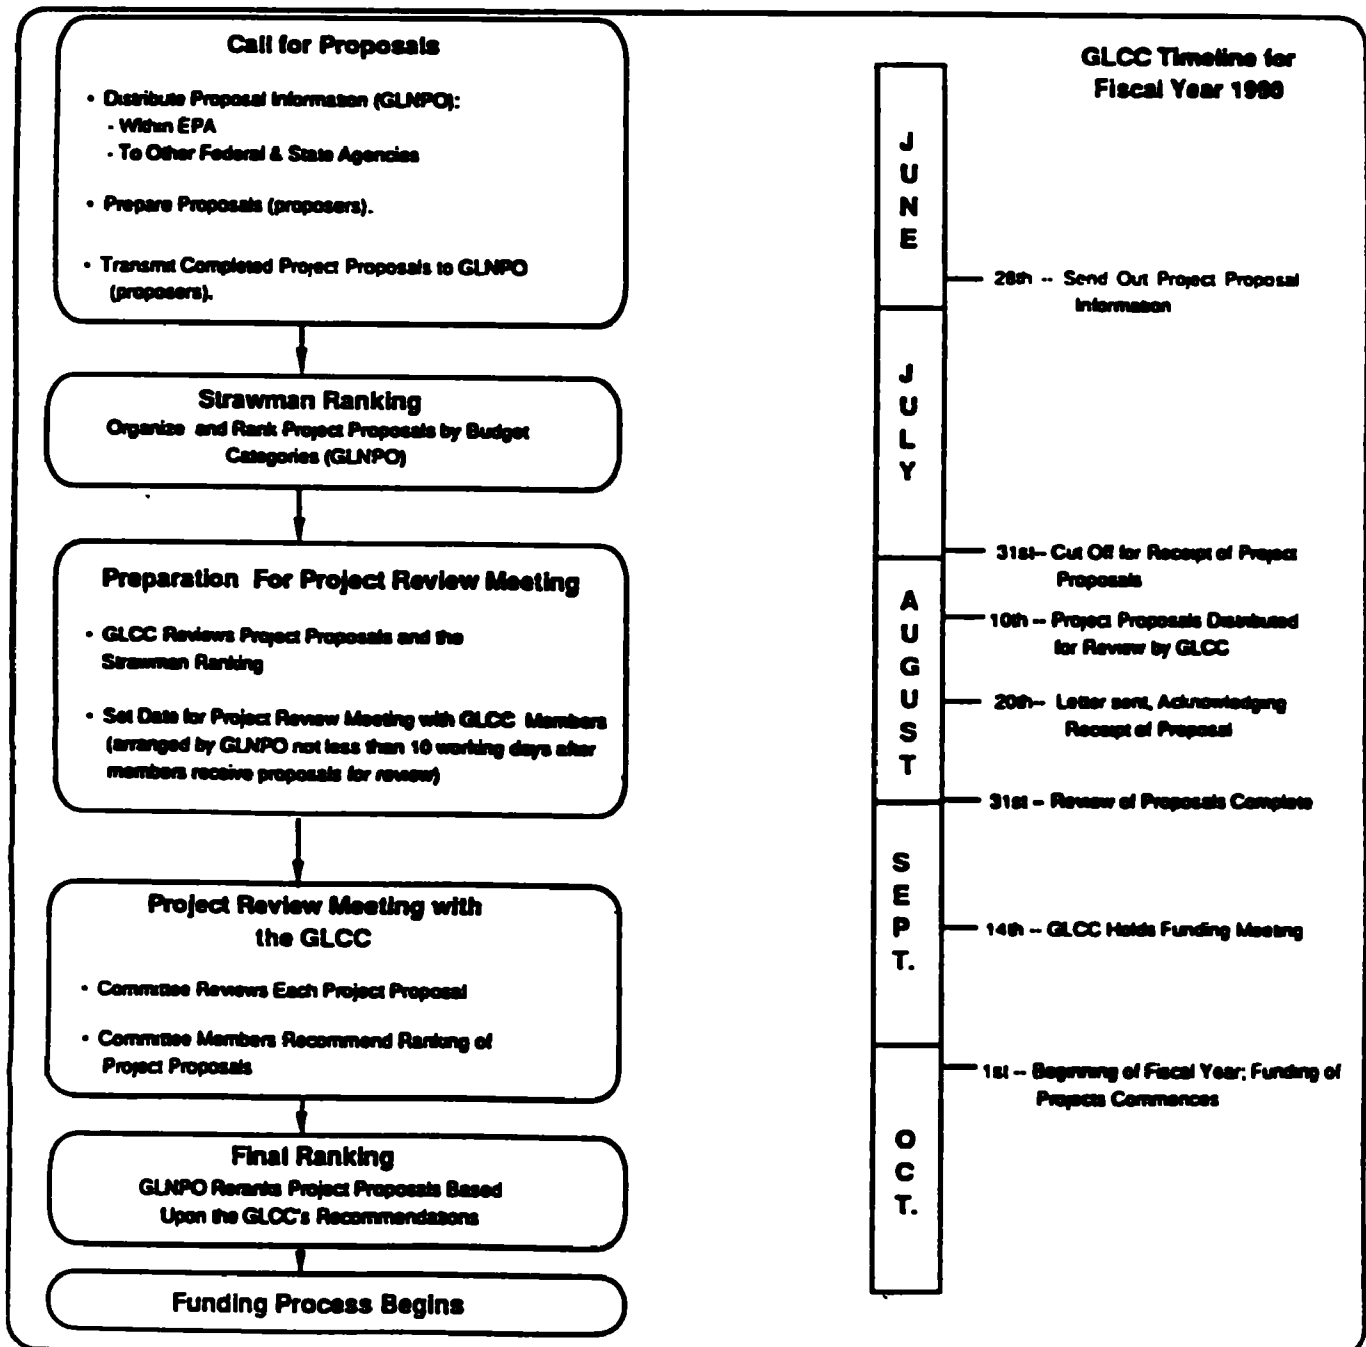 Call for Proposals
• Distribute Proposal Information (GLNPO):
- Within EPA
- To Other Federal & State Agencies
• Prepare Proposals (proposers).
• Transmit Completed Project Proposals to GLNPO
(proposers).
Strawman Ranking
Organize and Rank Project Proposals by Budget
Categories (GLNPO)
Preparation For Project Review Meeting
• GLCC Reviews Project Proposals and the
Strawman Ranking
• Set Date for Project Review Meeting with GLCC Members
(arranged by GLNPO not less than 10 working days after
members receive proposals for review)
Project Review Meeting with
the GLCC
• Committee Reviews Each Project Proposal
• Committee Members Recommend Ranking of
Project Proposals
Final Ranking
GLNPO Reranks Project Proposals Based
Upon the GLCC's Recommendations
Funding Process Begins
GLCC Timeline for
Fiscal Year 1990
JUNE
28th -- Send Out Project Proposal
Information
JULY
31st-- Cut Off for Receipt of Project
Proposals
AUGUST
10th -- Project Proposals Distributed
for Review by GLCC
20th-- Letter sent, Acknowledging
Receipt of Proposal
31st -- Review of Proposals Complete
SEPT.
14th -- GLCC Holds Funding Meeting
OCT.
1st -- Beginning of Fiscal Year; Funding of
Projects Commences